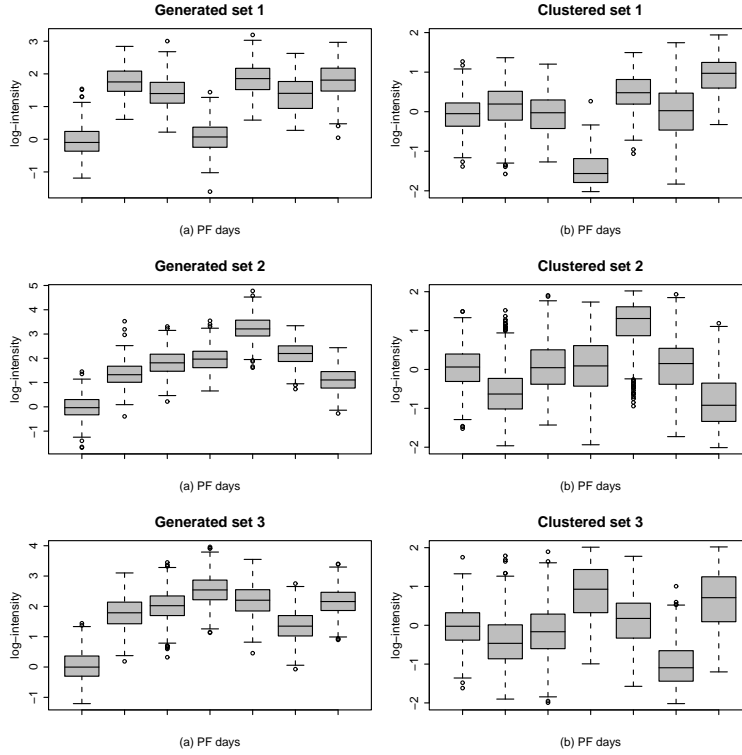 Generated set 1
log−intensity
3
2
1
0
−1
(a) PF days
Clustered set 1
log−intensity
2
1
0
−1
−2
(b) PF days
Generated set 2
log−intensity
5
4
3
2
1
0
−1
(a) PF days
Clustered set 2
log−intensity
2
1
0
−1
−2
(b) PF days
Generated set 3
log−intensity
4
3
2
1
0
−1
(a) PF days
Clustered set 3
log−intensity
2
1
0
−1
−2
(b) PF days